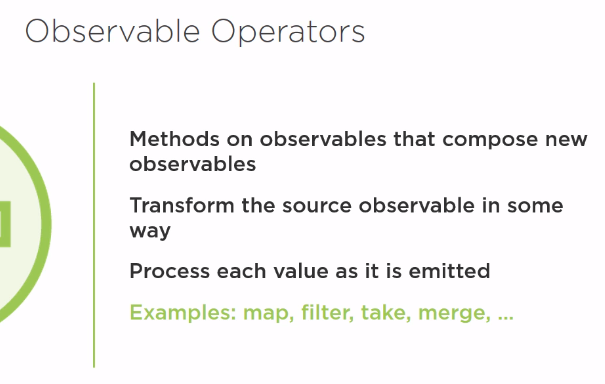 Observable Operators
Methods on observables that compose new
observables
Transform the source observable in some
way
Process each value as it is emitted
Examples: map, filter, take, merge, ...